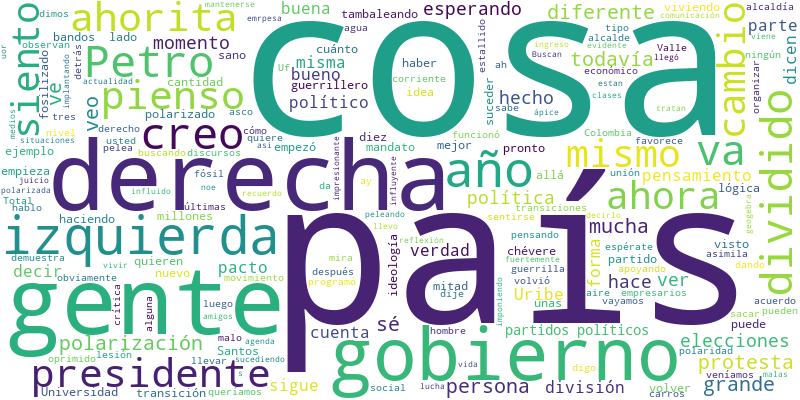 mantenerse
dimos
ahorita
buena
tambaleando
esperando
diferente
viviendo
comunicación
alcaldía
uor
emrpesa
agua
alcalde
tipo
viene
bandos
lado
cuánto
observan
momento
sano
estallido
Valle
parte
ningún
siento
Petro
cosa
misma
haber
ingreso
evidente
llegó
Buscan
dicen
detrás
cambio
implantando
fosilizado
Ve
cantidad
Uf
ah
todavía
económico
organizar
actualidad
bueno
corriente
guerrillero
idea
estan
clases
medios
tres
pienso
político
hecho
suceder
sabe
tratan
situaciones
nivel
derecho
polarizado
asco
cómo
diez
ápice
Colombia
favorece
veo
creo
usted
quiere
empezó
mandato
mejor
funcionó
mismo
va
dividido
ejemplo
pelea
así
pronto
buscando
discursos
derecha
año
pensamiento
empieza
juicio
fósil
noe
últimas
impresionante
influyente
allá
unión
lógica
polarizada
influido
recuerdo
da
ay
política
transiciones
ahora
Total
hablo
haciendo
millones
sentirse
decirlo
geogebra
izquierda
país
peleando
llevo
reflexión
pensando
mucha
espérate
visto
verdad
chévere
partido
asimila
demuestra
vivir
quieren
pacto
mira
ideología
fuertemente
guerrilla
apoyando
dando
obviamente
nuevo
movimiento
después
programó
volvió
hace
forma
ver
aire
empresarios
decir
crítica
alguna
luego
mitad
dije
Uribe
unas
vayamos
acuerdo
pueden
gente
malo
amigos
agenda
cuenta
hombre
sé
imponiendo
puede
sacar
polarización
Santos
s
gobierno
partidos políticos
elecciones
polaridad
oprimido
lesión
llevar
sucediendo
vida
digo
protesta
presidente
Universidad
transición
queríamos
sigue
social
lucha
persona
división
volver
carros
grande
veníamos
malas